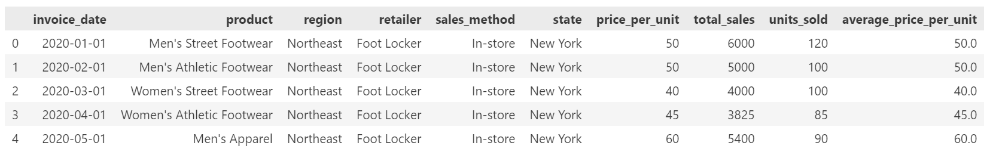 invoice_date product region retailer sales_method state price_per_unit total_sales units_sold average_price_per_unit
0 2020-01-01 Men's Street Footwear Northeast Foot Locker In-store New York 50 6000 120 50.0
1 2020-02-01 Men's Athletic Footwear Northeast Foot Locker In-store New York 50 5000 100 50.0
2 2020-03-01 Women's Street Footwear Northeast Foot Locker In-store New York 40 4000 100 40.0
3 2020-04-01 Women's Athletic Footwear Northeast Foot Locker In-store New York 45 3825 85 45.0
4 2020-05-01 Men's Apparel Northeast Foot Locker In-store New York 60 5400 90 60.0